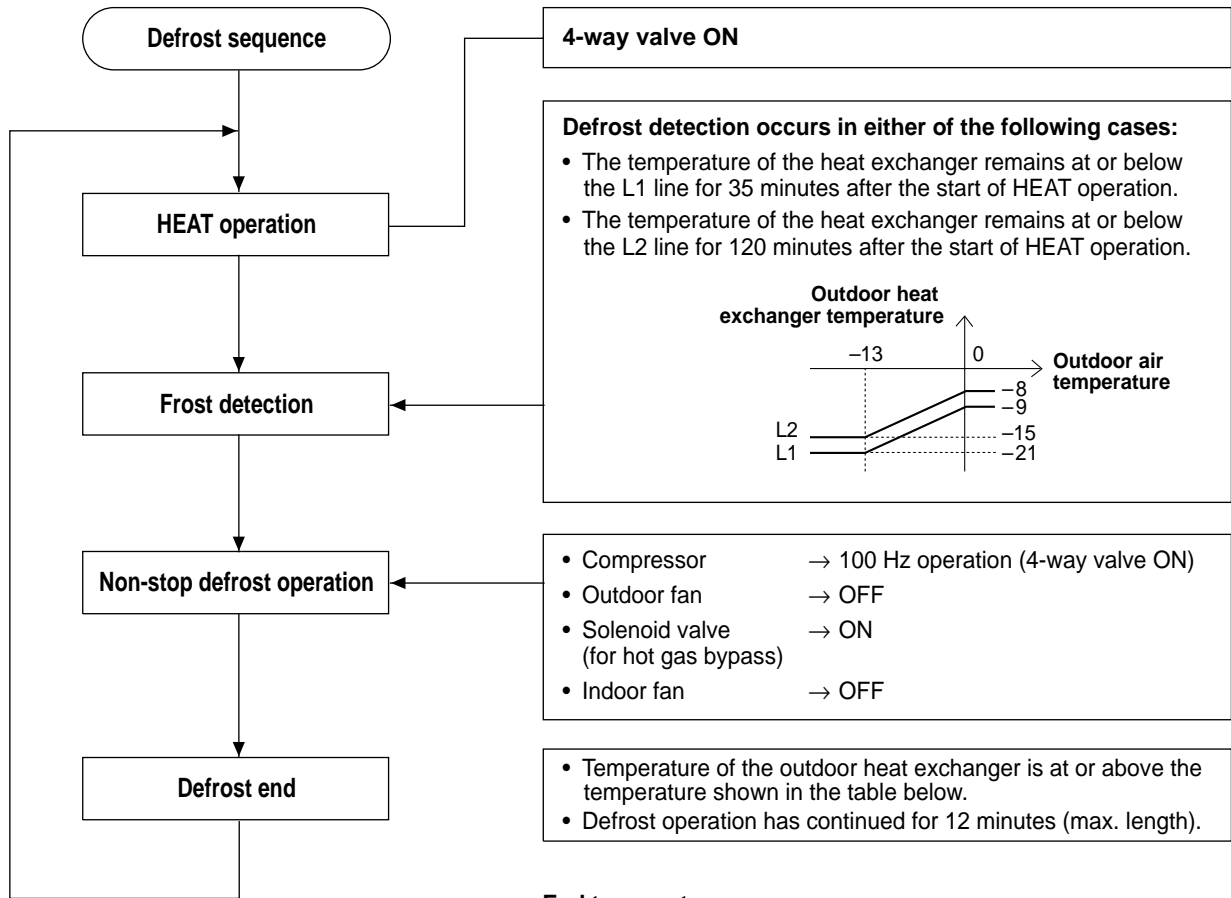 Defrost sequence
4-way valve ON
HEAT operation
Defrost detection occurs in either of the following cases:
• The temperature of the heat exchanger remains at or below
the L1 line for 35 minutes after the start of HEAT operation.
• The temperature of the heat exchanger remains at or below
the L2 line for 120 minutes after the start of HEAT operation.
Outdoor heat
exchanger temperature
–13
0
Outdoor air
temperature
–8
–9
L2
–15
L1
–21
Frost detection
Non-stop defrost operation
• Compressor → 100 Hz operation (4-way valve ON)
• Outdoor fan → OFF
• Solenoid valve → ON
(for hot gas bypass)
• Indoor fan → OFF
Defrost end
• Temperature of the outdoor heat exchanger is at or above the
temperature shown in the table below.
• Defrost operation has continued for 12 minutes (max. length).